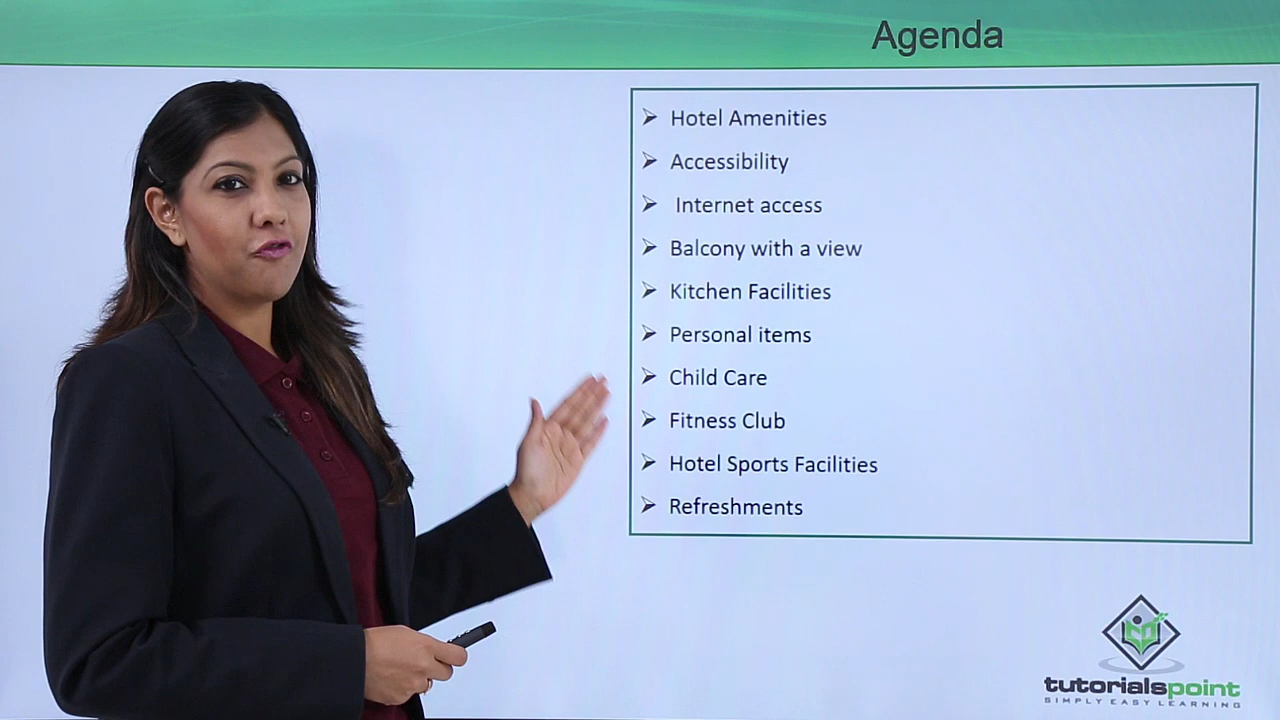 Agenda
Hotel Amenities
Accessibility
Internet access
Balcony with a view
Kitchen Facilities
Personal items
Child Care
Fitness Club
Hotel Sports Facilities
Refreshments
tutorialspoint
SIMPLY EASY LEARNING